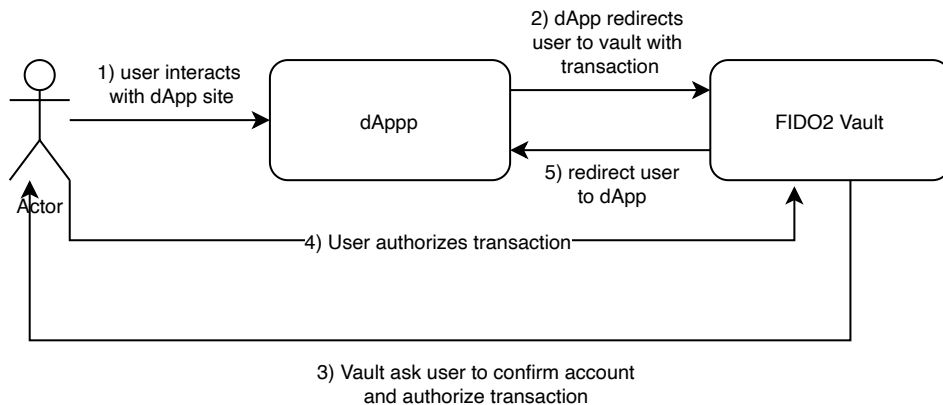 2) dApp redirects
user to vault with
transaction
1) user interacts
with dApp site
dAppp
FIDO2 Vault
5) redirect user
to dApp
Actor
4) User authorizes transaction
3) Vault ask user to confirm account
and authorize transaction